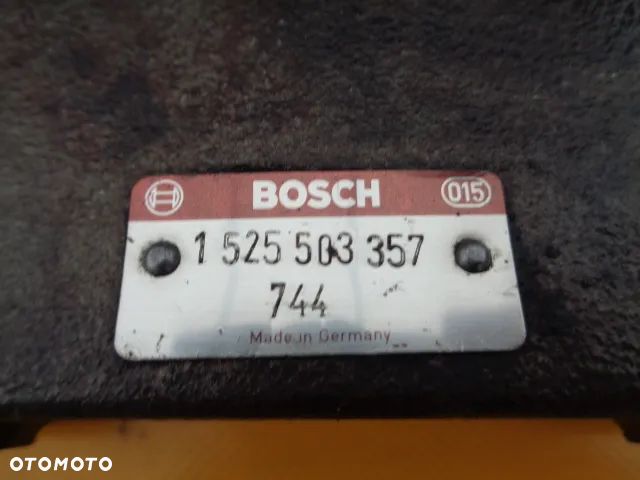 BOSCH 015
1 525 503 357
744
Made in Germany
OTOMOTO